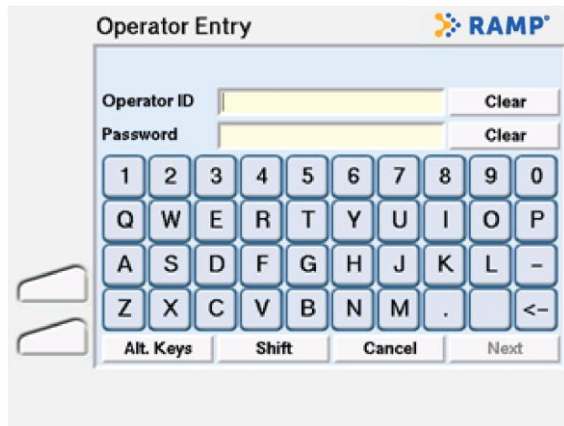 Operator Entry
RAMP®
Operator ID
Clear
Password
Clear
1 2 3 4 5 6 7 8 9 0
Q W E R T Y U I O P
A S D F G H J K L -
Z X C V B N M . <-
Alt. Keys Shift Cancel Next